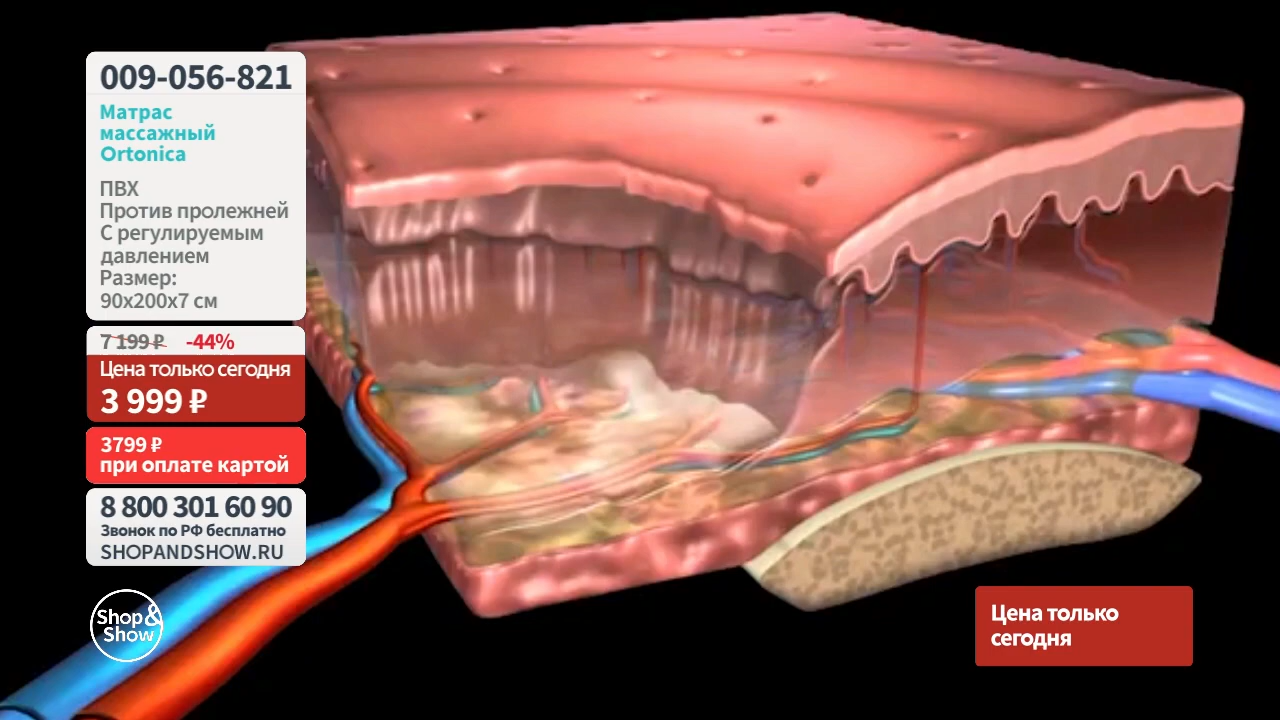 009-056-821
Матрас
массажный
Ortonica
ПВХ
Против пролежней
С регулируемым
давлением
Размер:
90х200х7 см
7 199 ₽ -44%
Цена только сегодня
3 999 ₽
3799 ₽
при оплате картой
8 800 301 60 90
Звонок по РФ бесплатно
SHOPANDSHOW.RU
Shop&
Show
Цена только
сегодня